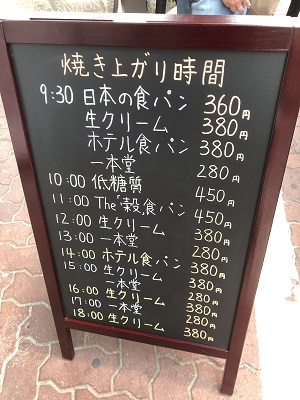 焼き上がり時間
9:30 日本の食パン 360円
生クリーム 380円
ホテル食パン 380円
一本堂 280円
10:00 低糖質 450円
11:00 The「穀」食パン 450円
12:00 生クリーム 380円
13:00 一本堂 280円
14:00 ホテル食パン 380円
15:00 生クリーム 380円
一本堂 280円
16:00 生クリーム 380円
17:00 一本堂 280円
18:00 生クリーム 380円